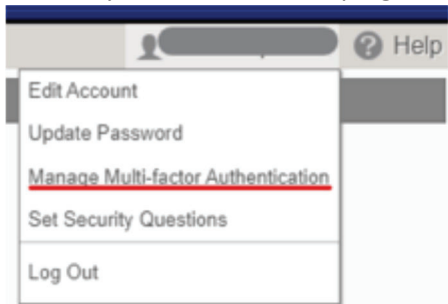 Help
Edit Account
Update Password
Manage Multi-factor Authentication
Set Security Questions
Log Out